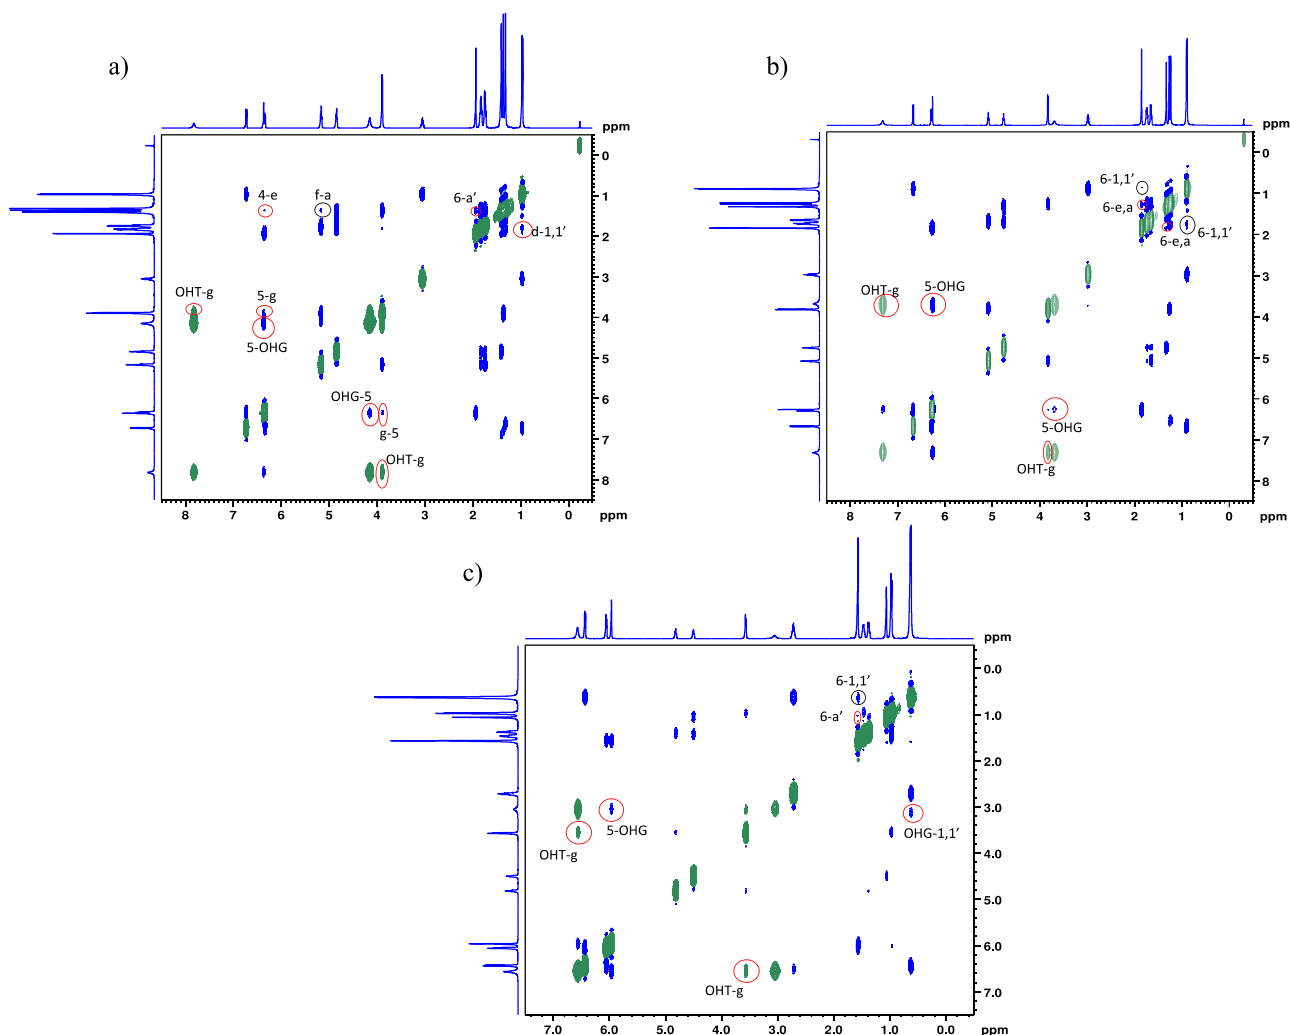 a)
ppm
0
1
2
3
4
5
6
7
8
8 7 6 5 4 3 2 1 0 ppm
4-e
f-a
6-a'
d-1,1'
OHT-g
5-g
5-OHG
OHG-5
g-5
OHT-g
b)
ppm
0
1
2
3
4
5
6
7
8
8 7 6 5 4 3 2 1 0 ppm
6-1,1'
6-e,a
6-e,a
6-1,1'
OHT-g
5-OHG
5-OHG
OHT-g
c)
ppm
0.0
1.0
2.0
3.0
4.0
5.0
6.0
7.0
7.0 6.0 5.0 4.0 3.0 2.0 1.0 0.0 ppm
6-1,1'
6-a'
5-OHG
OHT-g
OHG-1,1'
OHT-g